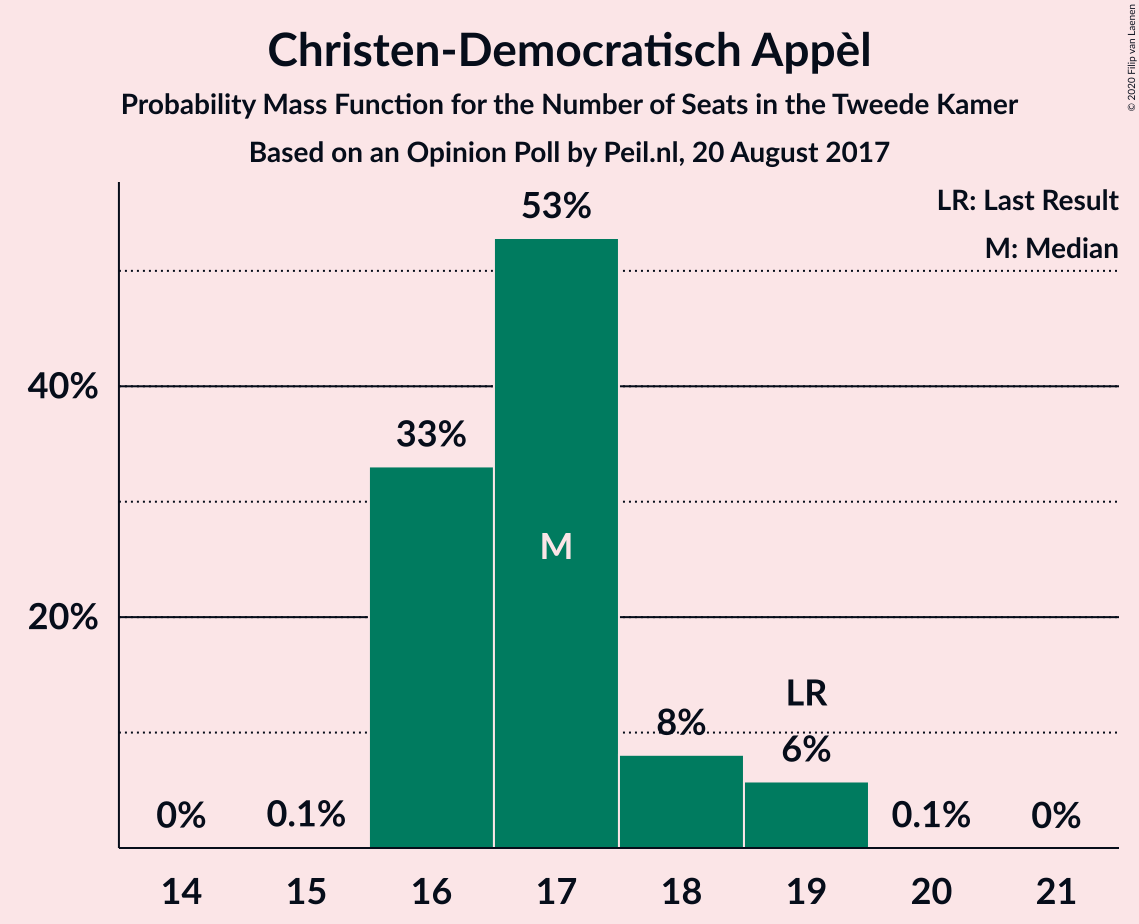 Christen-Democratisch Appèl
Probability Mass Function for the Number of Seats in the Tweede Kamer
Based on an Opinion Poll by Peil.nl, 20 August 2017
© 2020 Filip van Laenen
LR: Last Result
M: Median
53%
40%
33%
M
20%
LR
8%
6%
0%
0.1%
0.1%
0%
14 15 16 17 18 19 20 21